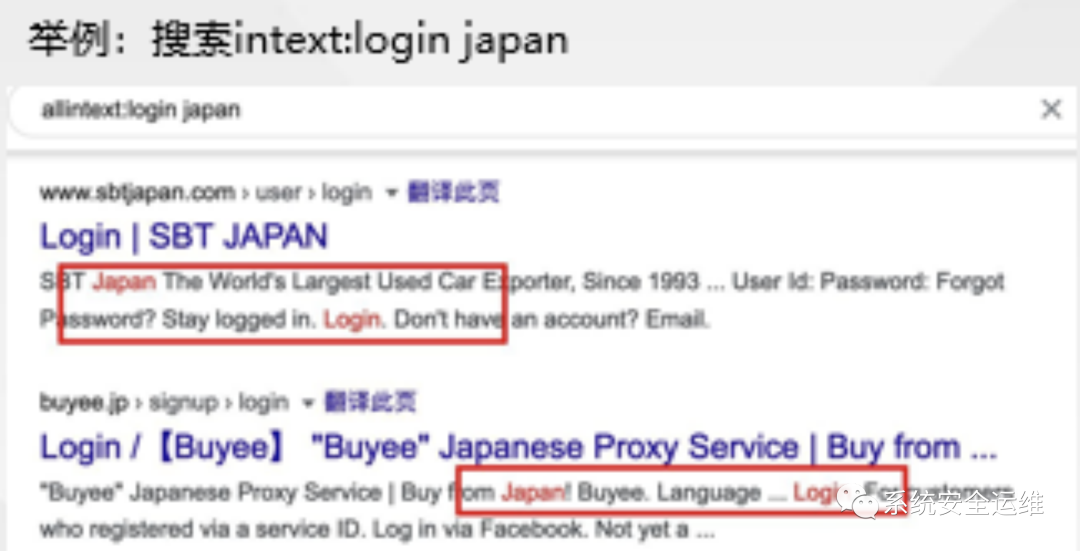 举例：搜索intext:login japan
allintext:login japan ×
www.sbtjapan.com › user › login ▾ 翻译此页
Login | SBT JAPAN
SBT Japan The World's Largest Used Car Exporter, Since 1993 ... User Id: Password: Forgot
Password? Stay logged in. Login. Don't have an account? Email.
buyee.jp › signup › login ▾ 翻译此页
Login /【Buyee】 "Buyee" Japanese Proxy Service | Buy from ...
"Buyee" Japanese Proxy Service | Buy from Japan! Buyee. Language ... Login For customers
who registered via a service ID. Log in via Facebook. Not yet a ...
系统安全运维